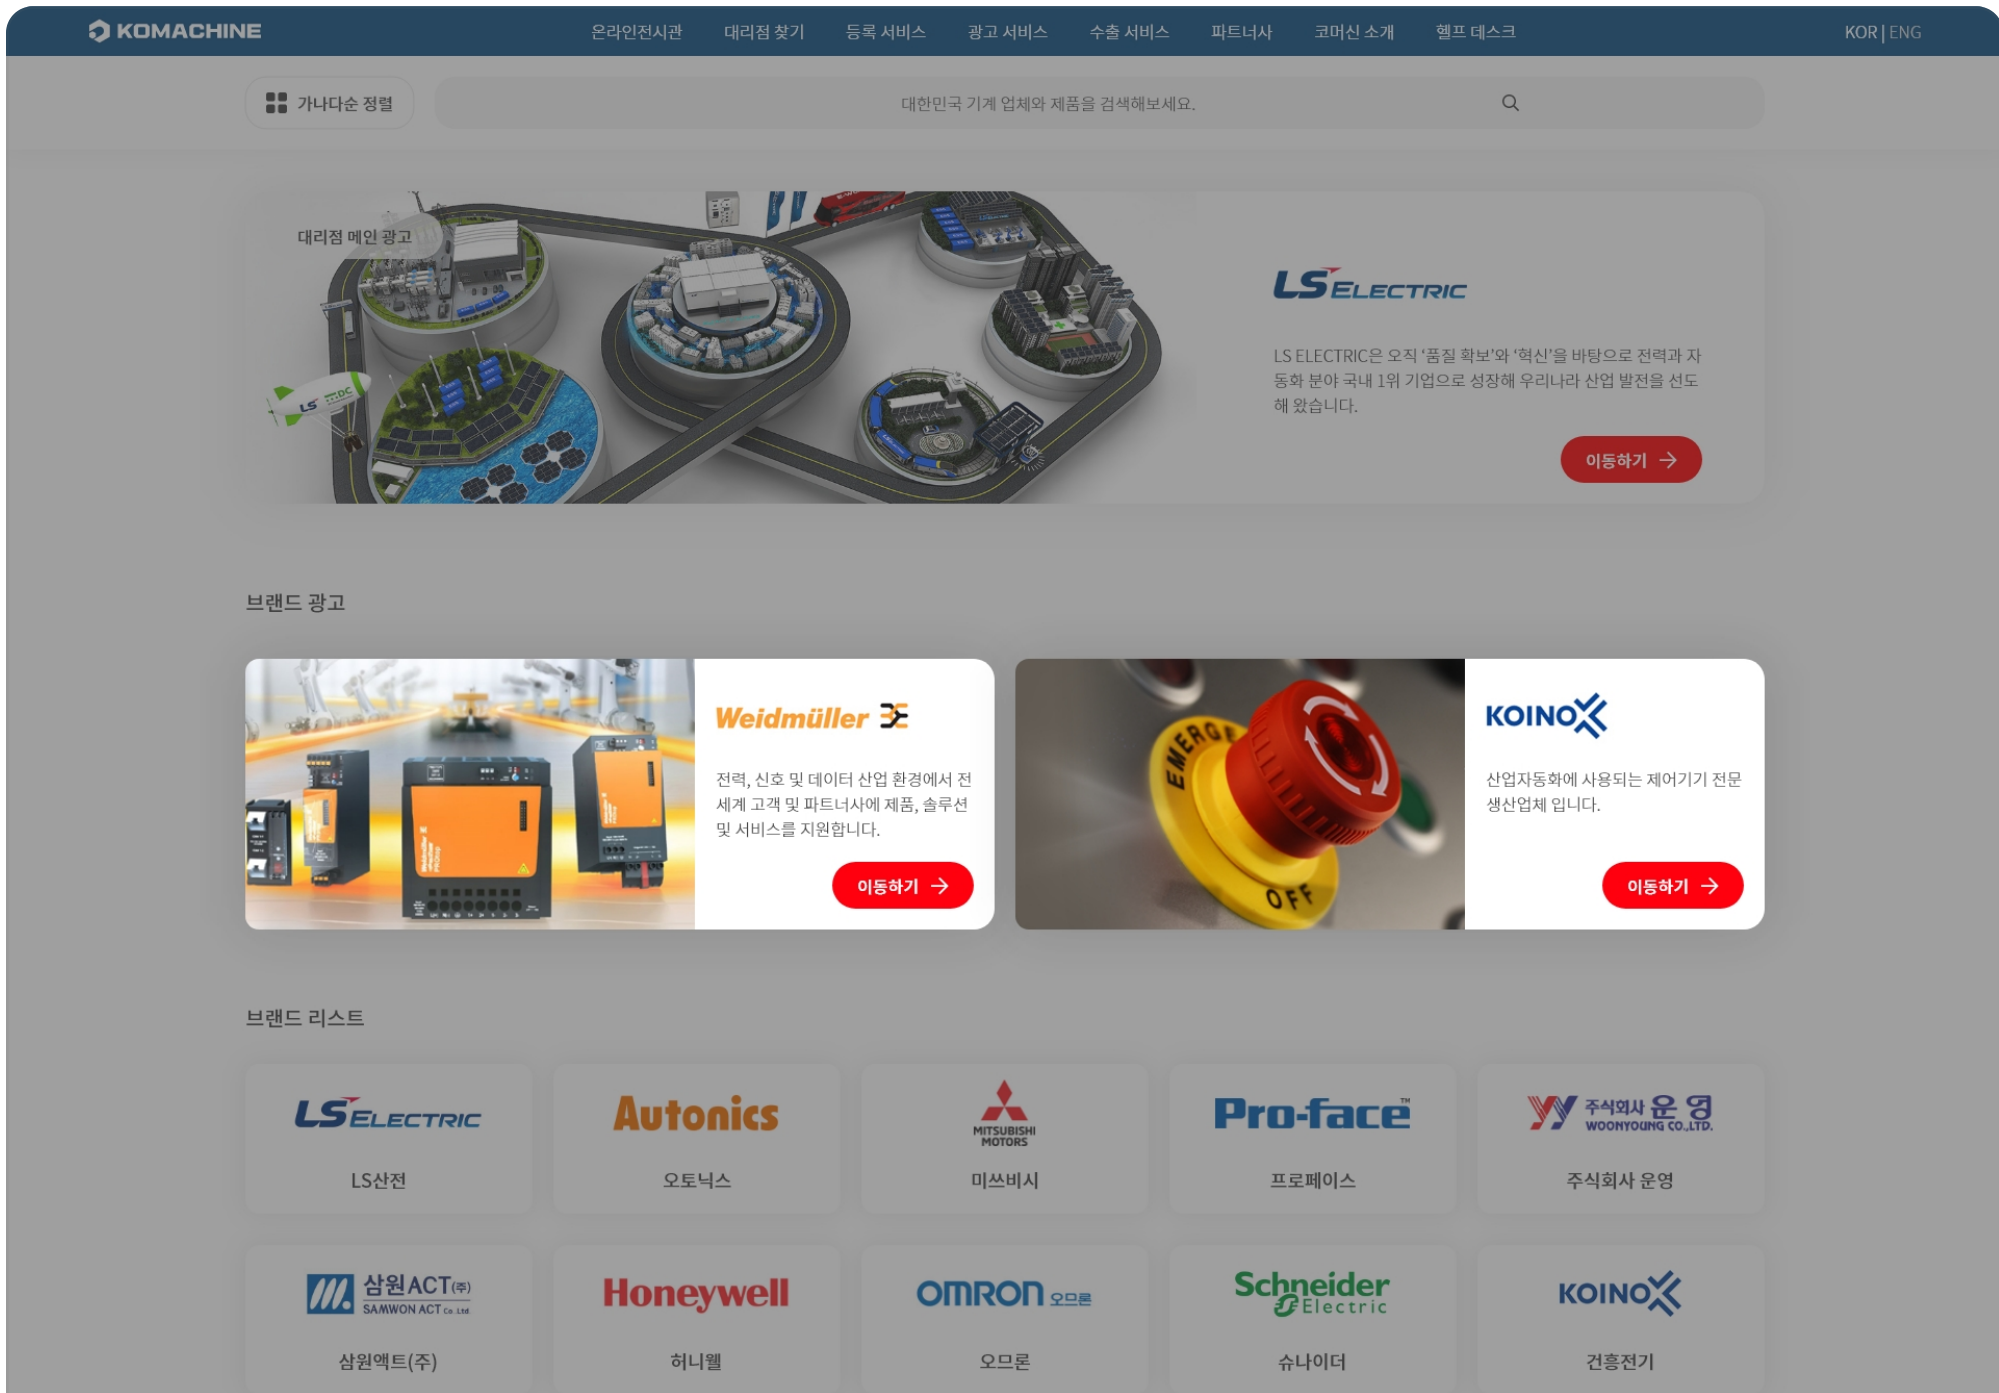 KOMACHINE
온라인전시관 대리점 찾기 등록 서비스 광고 서비스 수출 서비스 파트너사 코머신 소개 헬프 데스크
KOR | ENG
가나다순 정렬
대한민국 기계 업체와 제품을 검색해보세요.
대리점 메인 광고
LS ELECTRIC
LS ELECTRIC은 오직 ‘품질 확보’와 ‘혁신’을 바탕으로 전력과 자
동화 분야 국내 1위 기업으로 성장해 우리나라 산업 발전을 선도
해 왔습니다.
이동하기
브랜드 광고
Weidmüller
전력, 신호 및 데이터 산업 환경에서 전
세계 고객 및 파트너사에 제품, 솔루션
및 서비스를 지원합니다.
이동하기
EMERGE
OFF
KOINO
산업자동화에 사용되는 제어기기 전문
생산업체 입니다.
이동하기
브랜드 리스트
LS ELECTRIC
LS산전
Autonics
오토닉스
MITSUBISHI
MOTORS
미쓰비시
Pro-face™
프로페이스
주식회사 운영
WOONYOUNG CO.,LTD.
주식회사 운영
삼원ACT(주)
SAMWON ACT Co.,Ltd.
삼원액트(주)
Honeywell
허니웰
OMRON 오므론
오므론
Schneider
Electric
슈나이더
KOINO
건흥전기